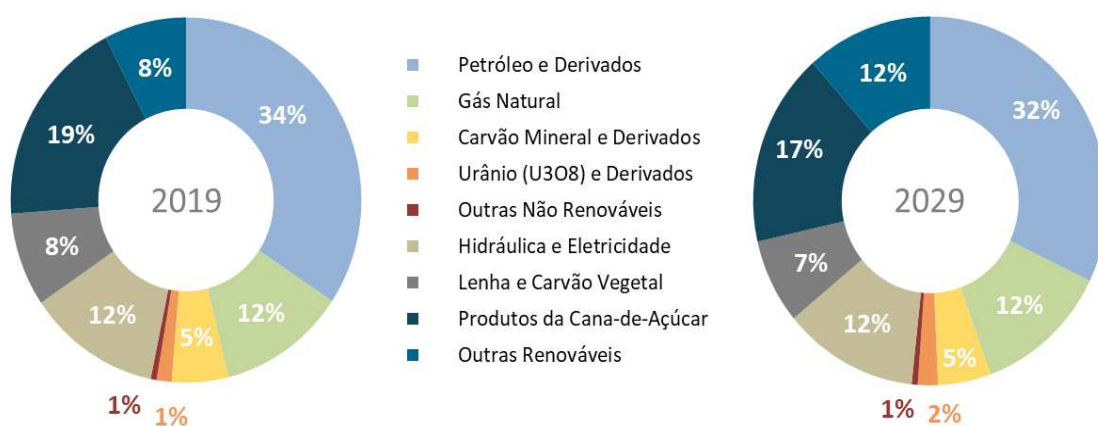 8%
34%
19%
2019
8%
12%
5%
12%
1%
1%
Petróleo e Derivados
Gás Natural
Carvão Mineral e Derivados
Urânio (U3O8) e Derivados
Outras Não Renováveis
Hidráulica e Eletricidade
Lenha e Carvão Vegetal
Produtos da Cana-de-Açúcar
Outras Renováveis
12%
32%
17%
2029
7%
12%
5%
12%
1%
2%